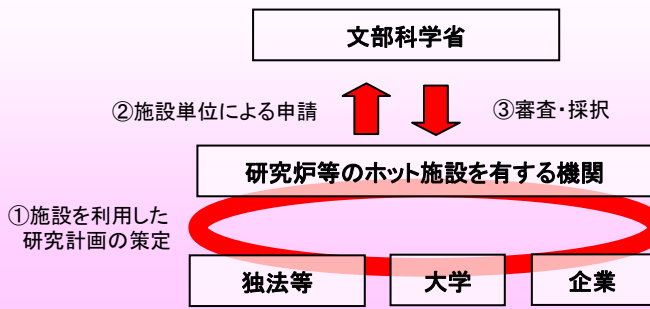 文部科学省
②施設単位による申請
③審査・採択
研究炉等のホット施設を有する機関
①施設を利用した
研究計画の策定
独法等
大学
企業